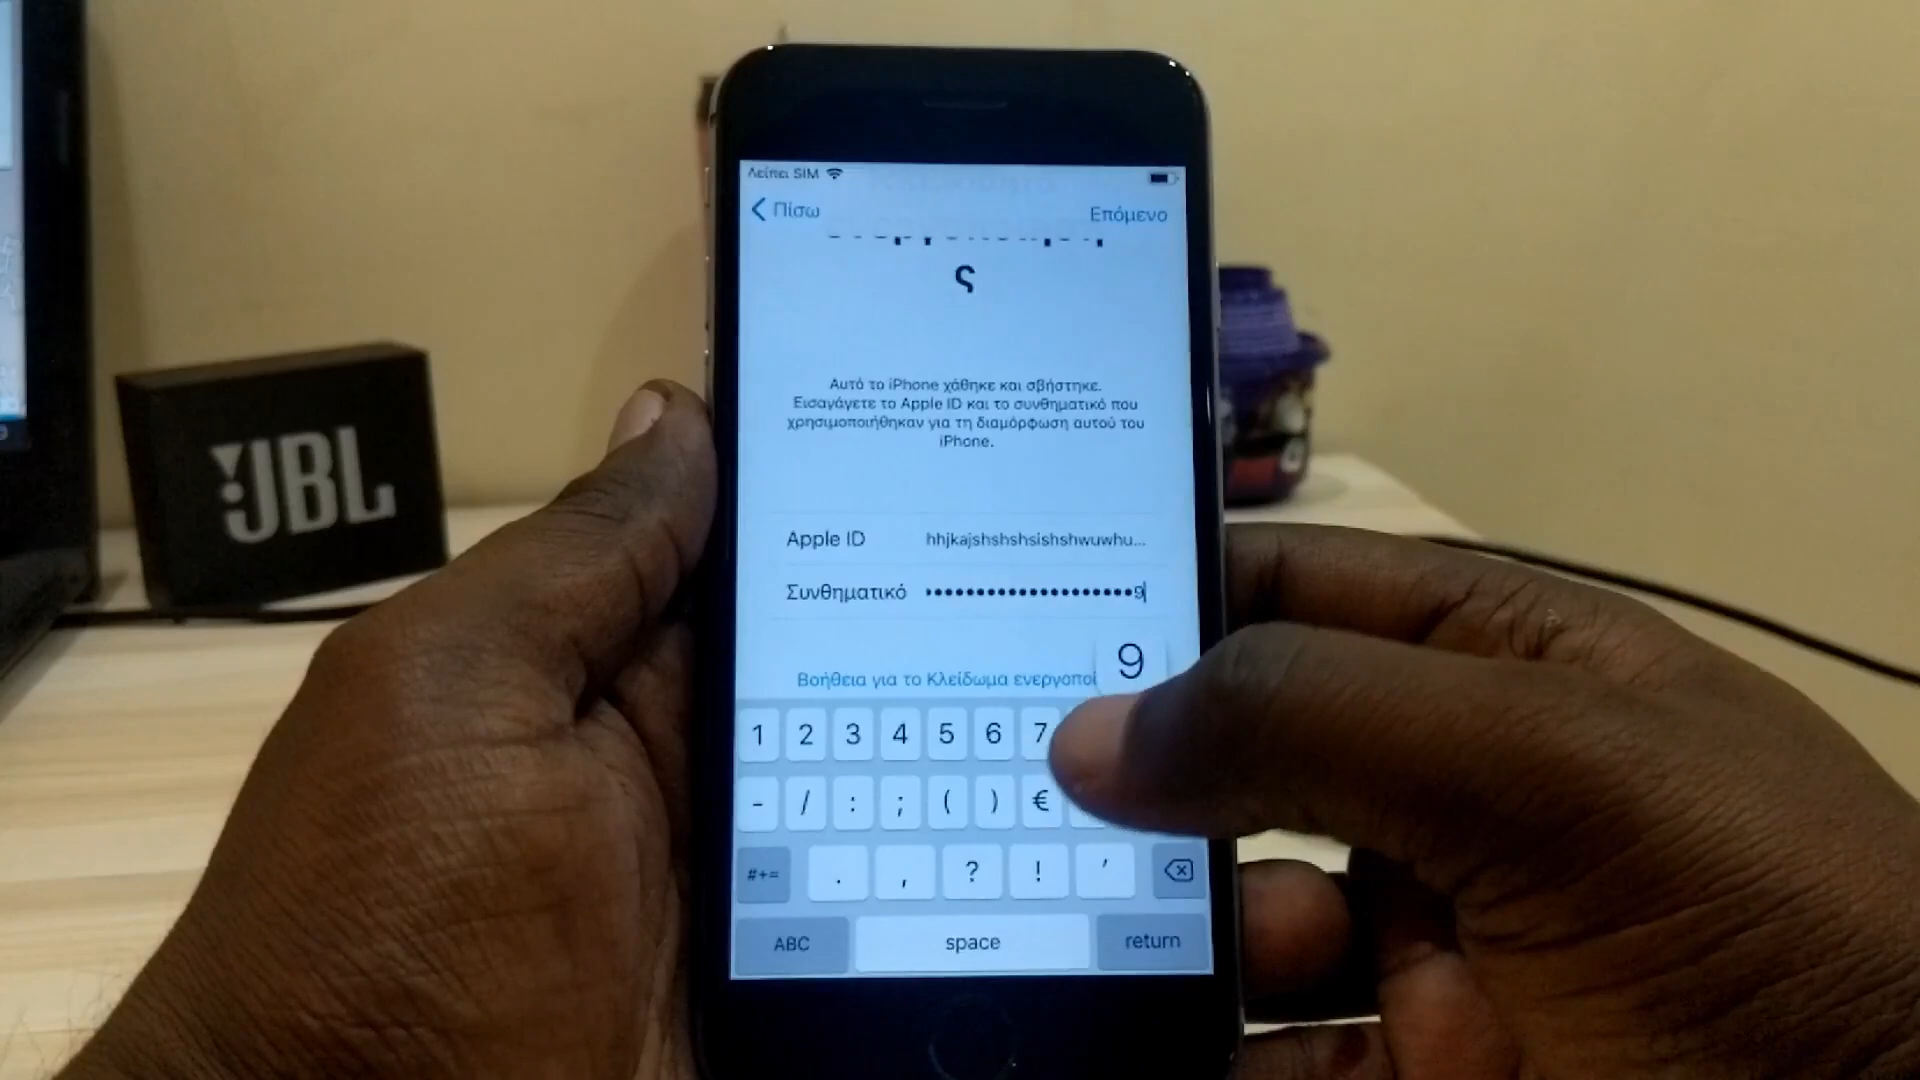 Λείπει SIM
Πίσω
Επόμενο
ς
Αυτό το iPhone χάθηκε και σβήστηκε.
Εισαγάγετε το Apple ID και το συνθηματικό που
χρησιμοποιήθηκαν για τη διαμόρφωση αυτού του
iPhone.
Apple ID hhjkajshshshsishshwuwhu...
Συνθηματικό ••••••••••••••••••••9
Βοήθεια για το Κλείδωμα ενεργοποί
9
1 2 3 4 5 6 7
- / : ; ( ) €
#+= . , ? ! ’
ABC space return
JBL